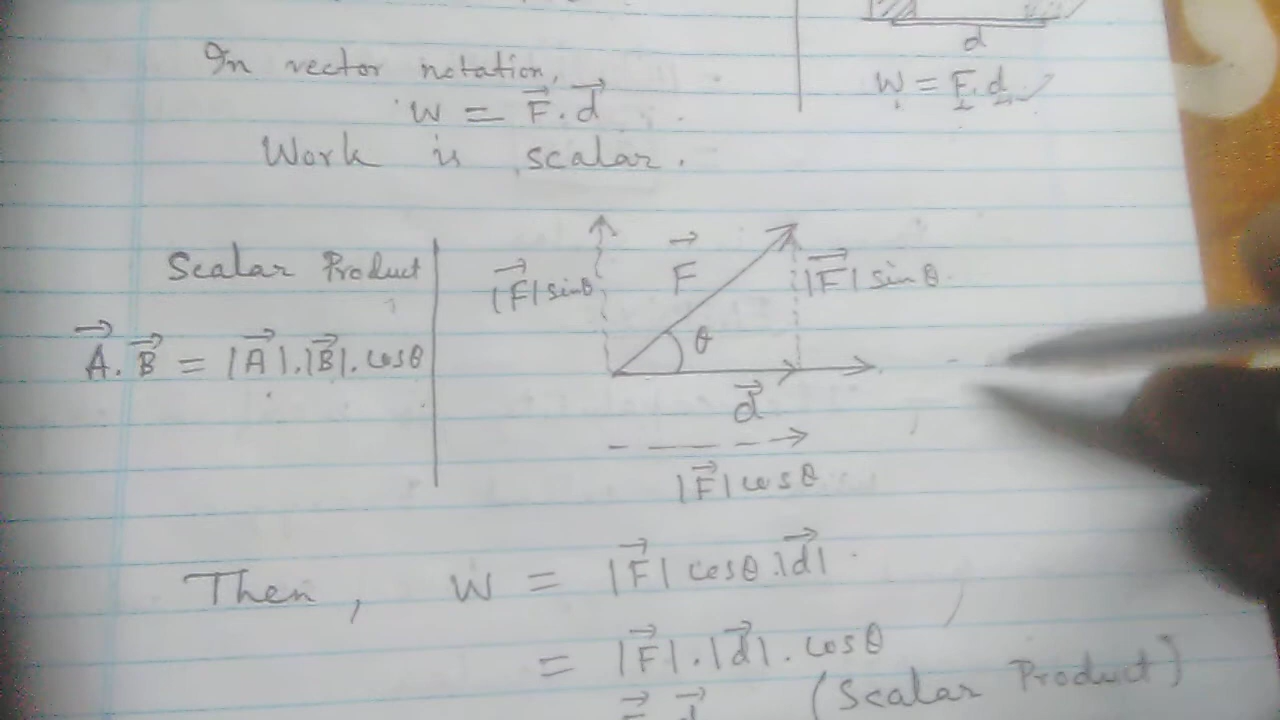 d
In vector notation,
W = F⃗ . d⃗
W = F . d
Work is scalar.
Scalar Product
A⃗ . B⃗ = |A⃗| . |B⃗| . cosθ
|F⃗| sinθ
F⃗
|F⃗| sinθ
θ
d⃗
|F⃗| cosθ
Then, W = |F⃗| cosθ . |d⃗|
= |F⃗| . |d⃗| . cosθ
(Scalar Product)